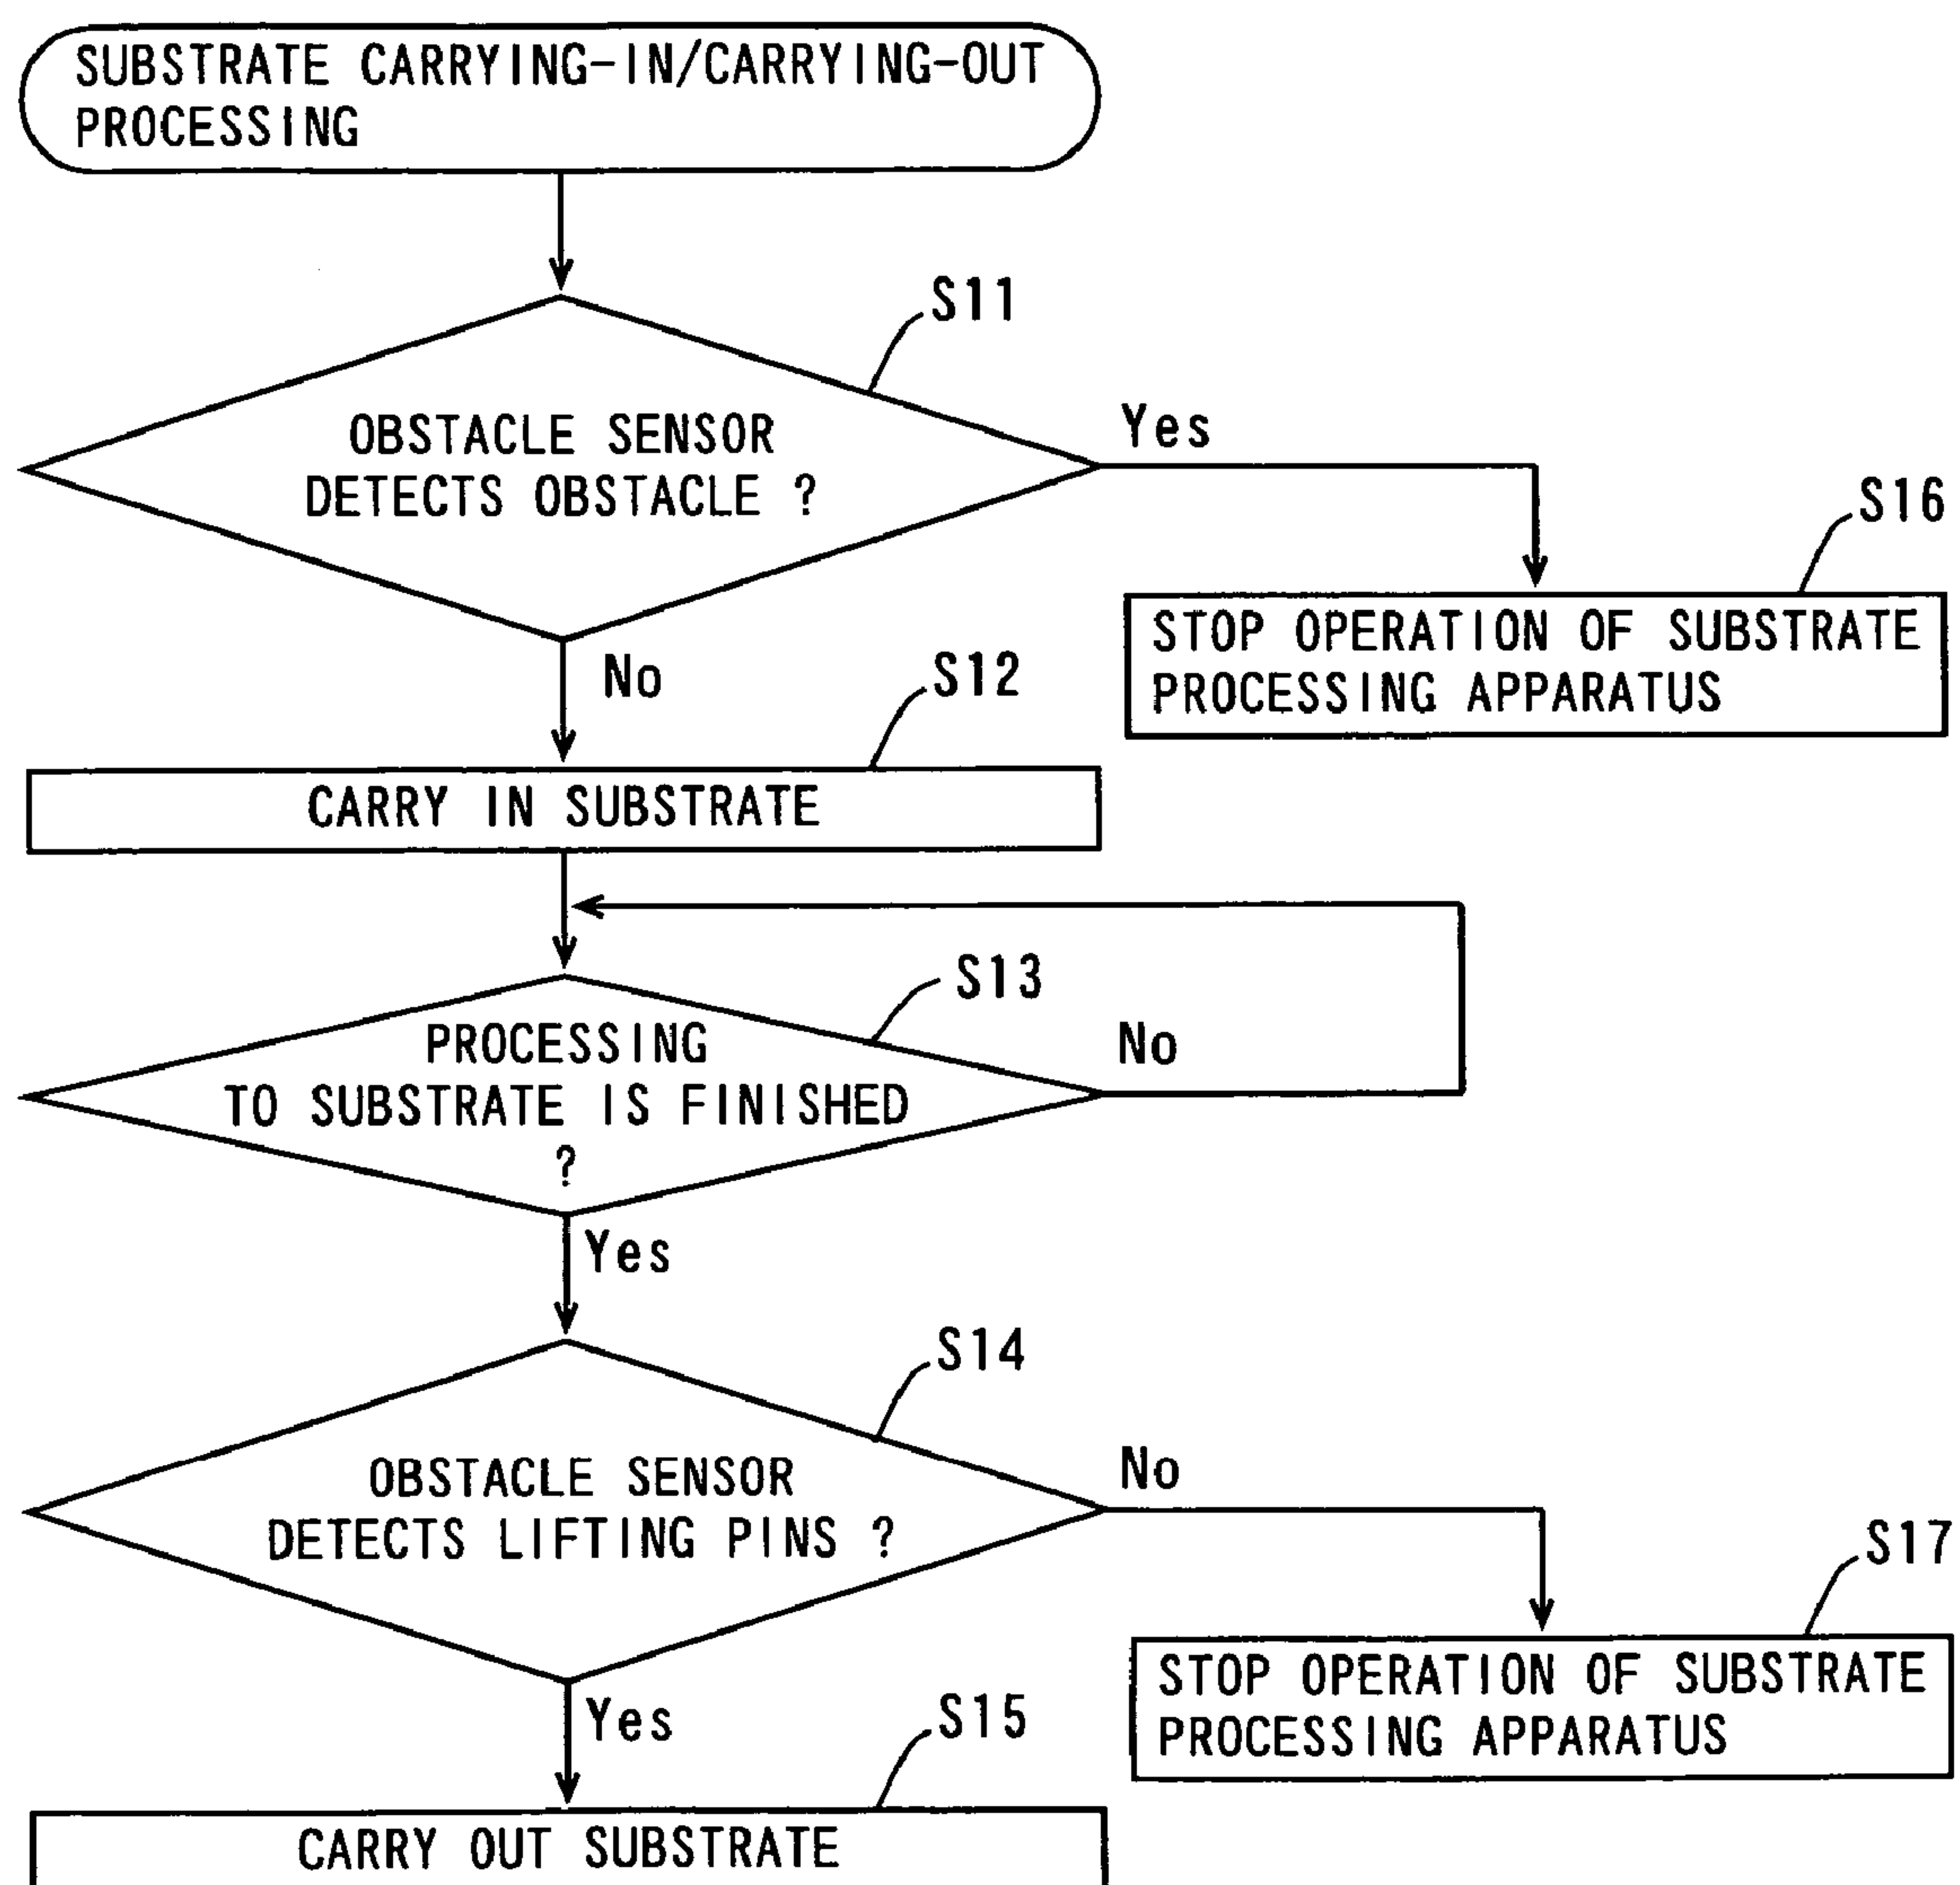 SUBSTRATE CARRYING-IN/CARRYING-OUT
PROCESSING
S11
OBSTACLE SENSOR
DETECTS OBSTACLE ?
Yes
S16
STOP OPERATION OF SUBSTRATE
PROCESSING APPARATUS
No
S12
CARRY IN SUBSTRATE
S13
PROCESSING
TO SUBSTRATE IS FINISHED
?
No
Yes
S14
OBSTACLE SENSOR
DETECTS LIFTING PINS ?
No
S17
STOP OPERATION OF SUBSTRATE
PROCESSING APPARATUS
Yes
S15
CARRY OUT SUBSTRATE